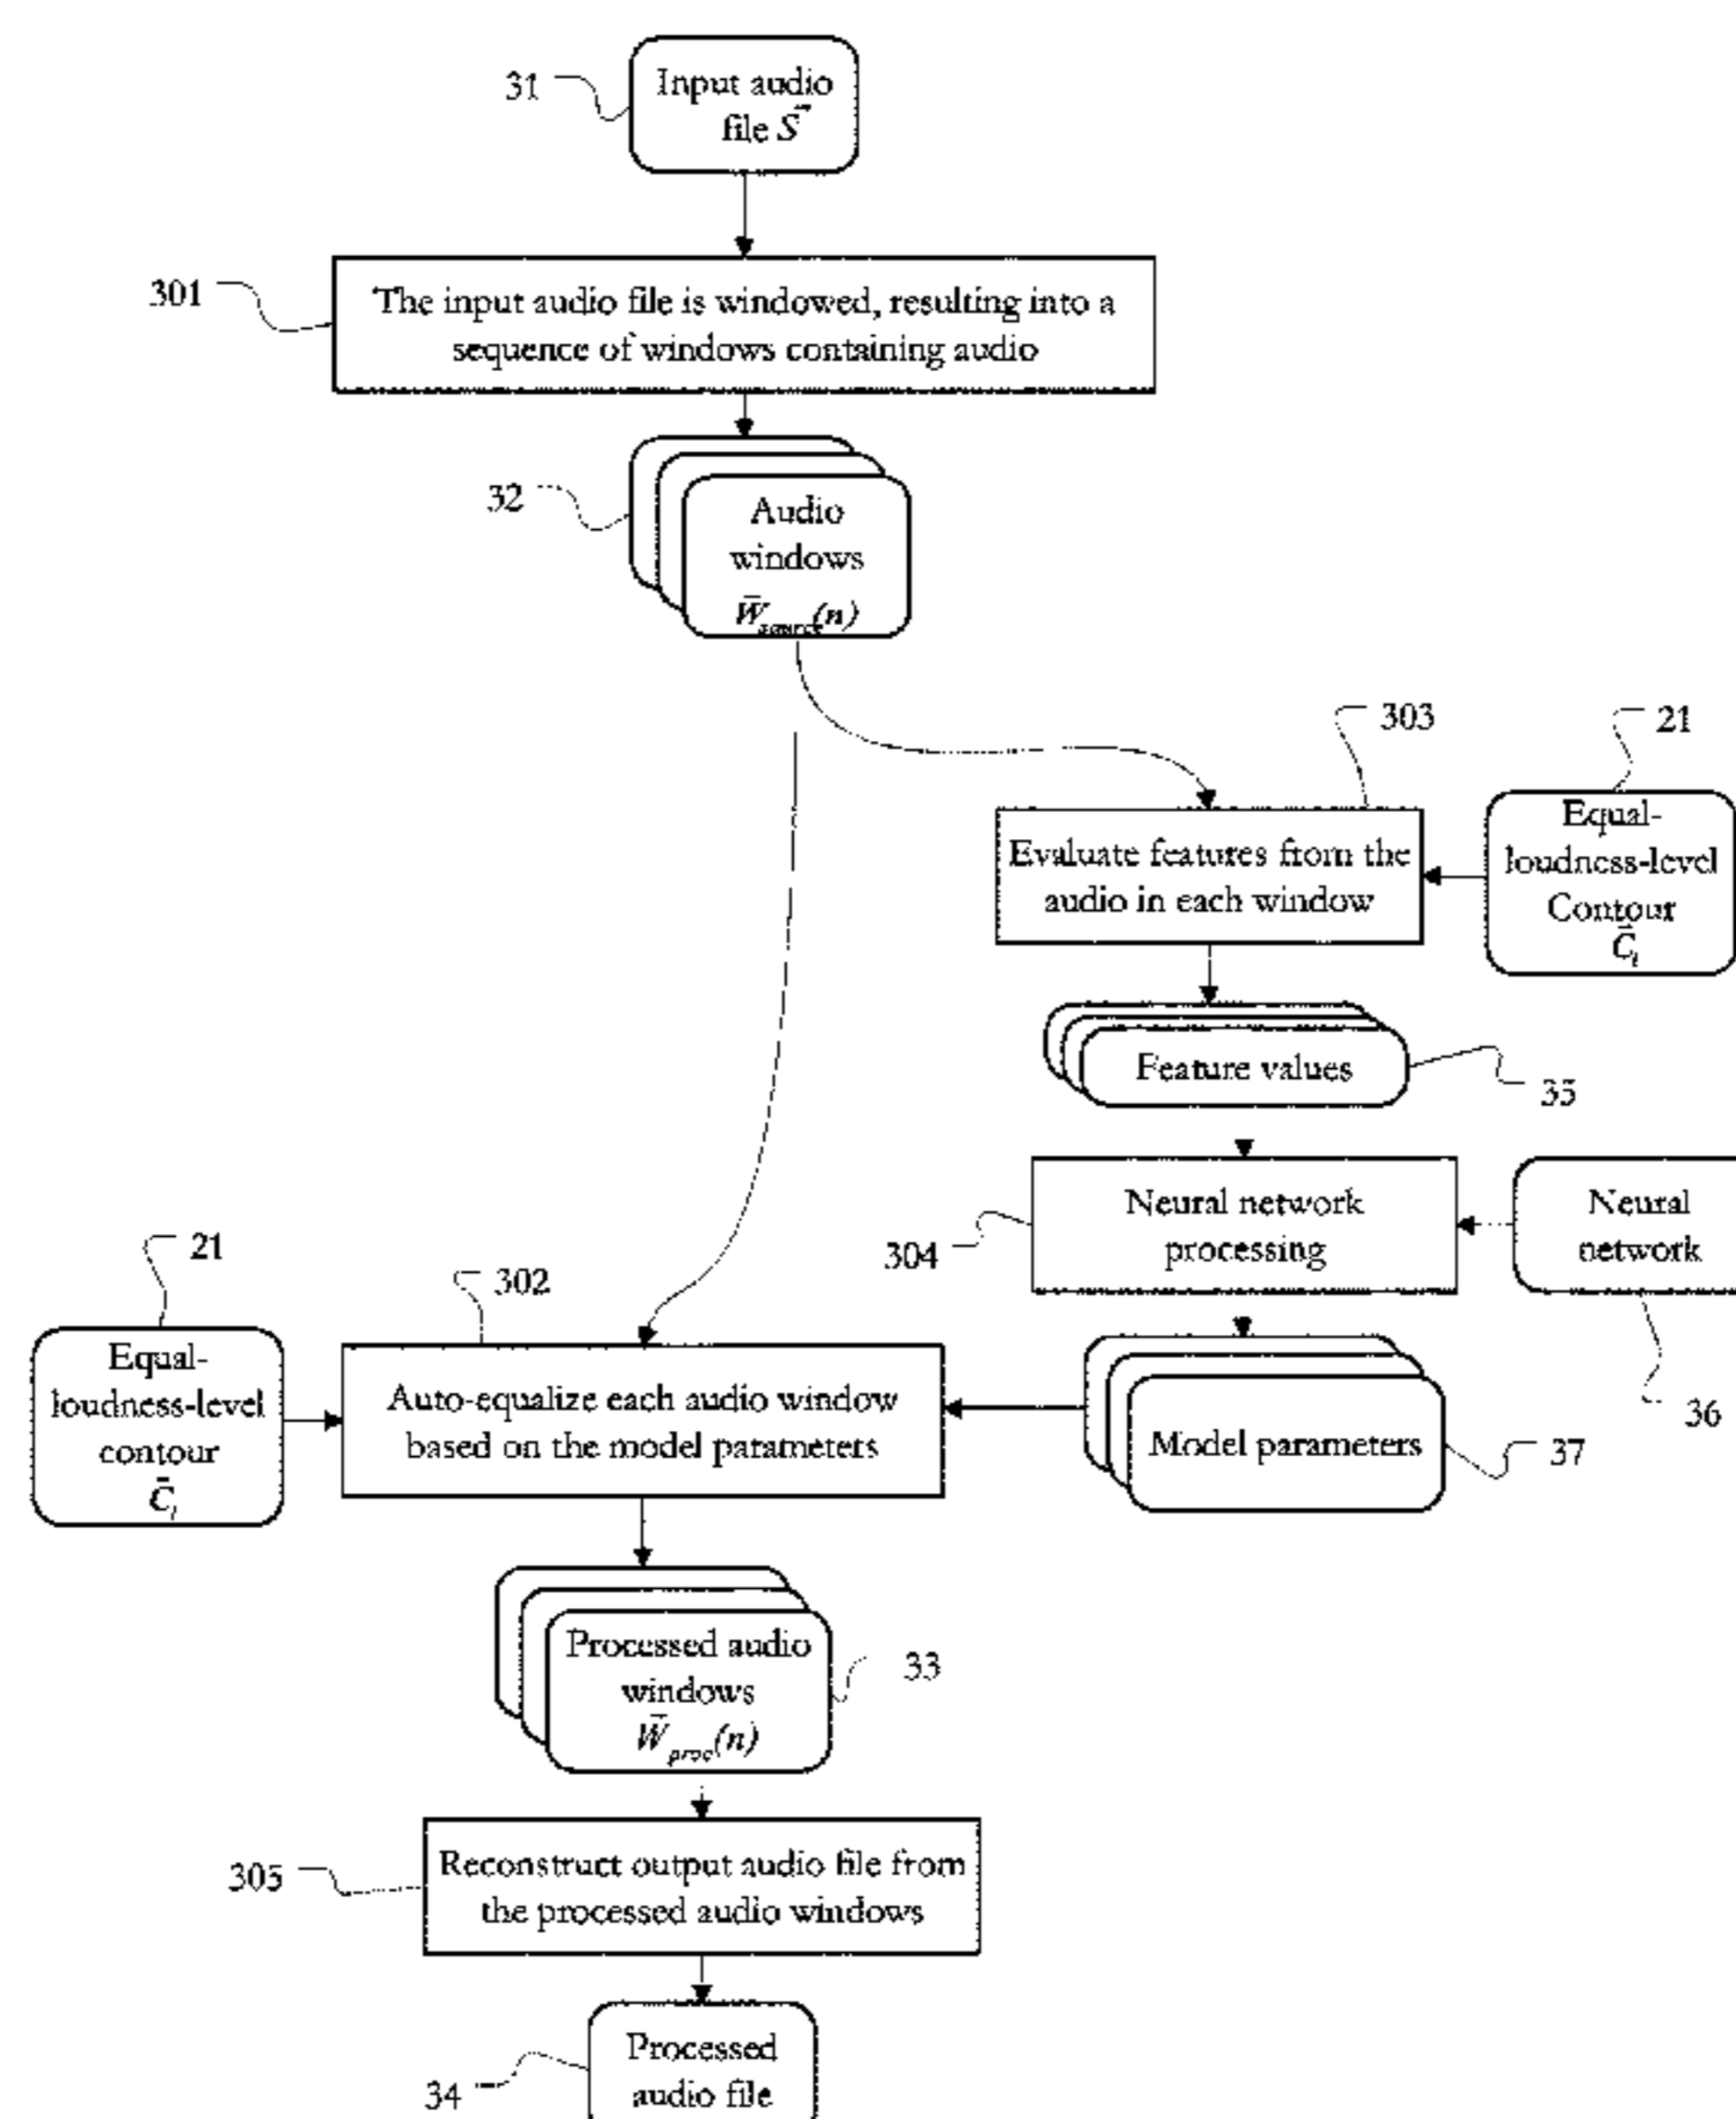 31
Input audio
file S⃗
301
The input audio file is windowed, resulting into a
sequence of windows containing audio
32
Audio
windows
W̄source(n)
303
21
Evaluate features from the
audio in each window
Equal-
loudness-level
Contour
C̄l
Feature values
35
304
Neural network
processing
Neural
network
36
21
302
Equal-
loudness-level
contour
C̄l
Auto-equalize each audio window
based on the model parameters
Model parameters
37
Processed audio
windows
W̄proc(n)
33
305
Reconstruct output audio file from
the processed audio windows
34
Processed
audio file